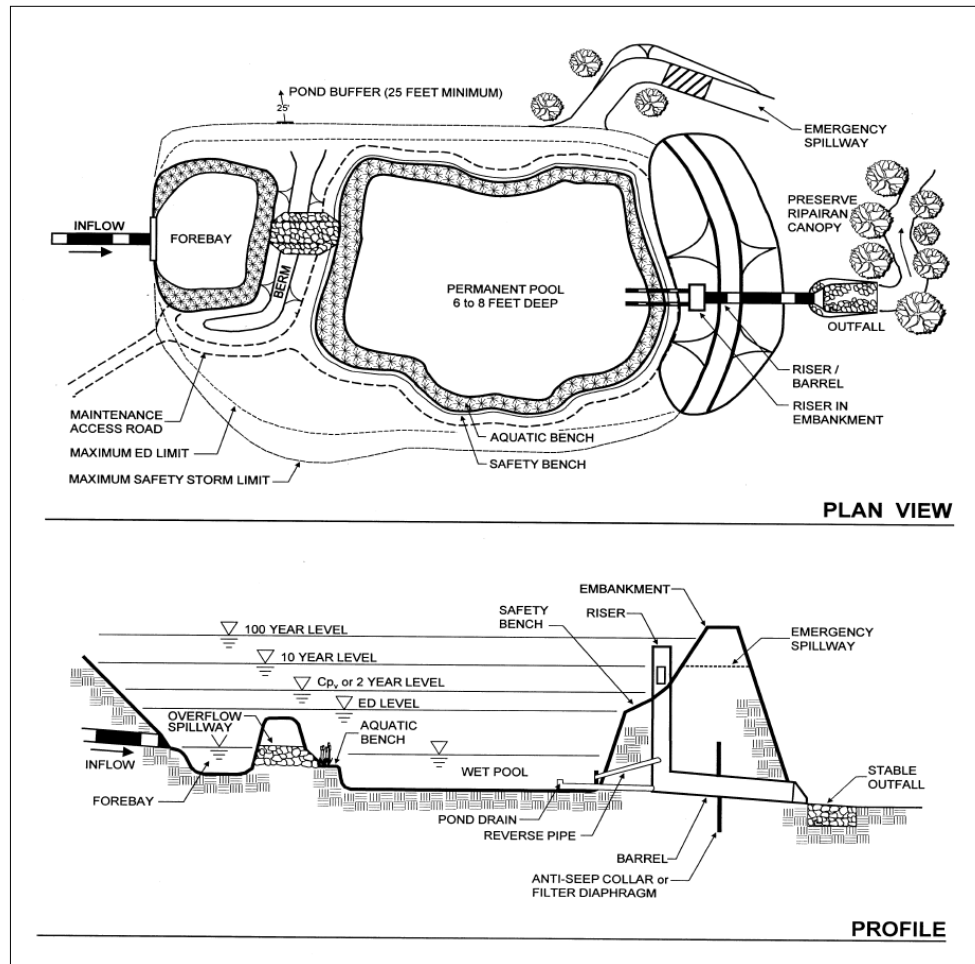 POND BUFFER (25 FEET MINIMUM)
25'
EMERGENCY
SPILLWAY
PRESERVE
RIPAIRAN
CANOPY
INFLOW
FOREBAY
BERM
PERMANENT POOL
6 to 8 FEET DEEP
OUTFALL
RISER /
BARREL
RISER IN
EMBANKMENT
MAINTENANCE
ACCESS ROAD
AQUATIC BENCH
MAXIMUM ED LIMIT
SAFETY BENCH
MAXIMUM SAFETY STORM LIMIT
PLAN VIEW
EMBANKMENT
RISER
SAFETY
BENCH
100 YEAR LEVEL
EMERGENCY
SPILLWAY
10 YEAR LEVEL
Cpv or 2 YEAR LEVEL
ED LEVEL
OVERFLOW
SPILLWAY
AQUATIC
BENCH
INFLOW
WET POOL
FOREBAY
STABLE
OUTFALL
POND DRAIN
REVERSE PIPE
BARREL
ANTI-SEEP COLLAR or
FILTER DIAPHRAGM
PROFILE